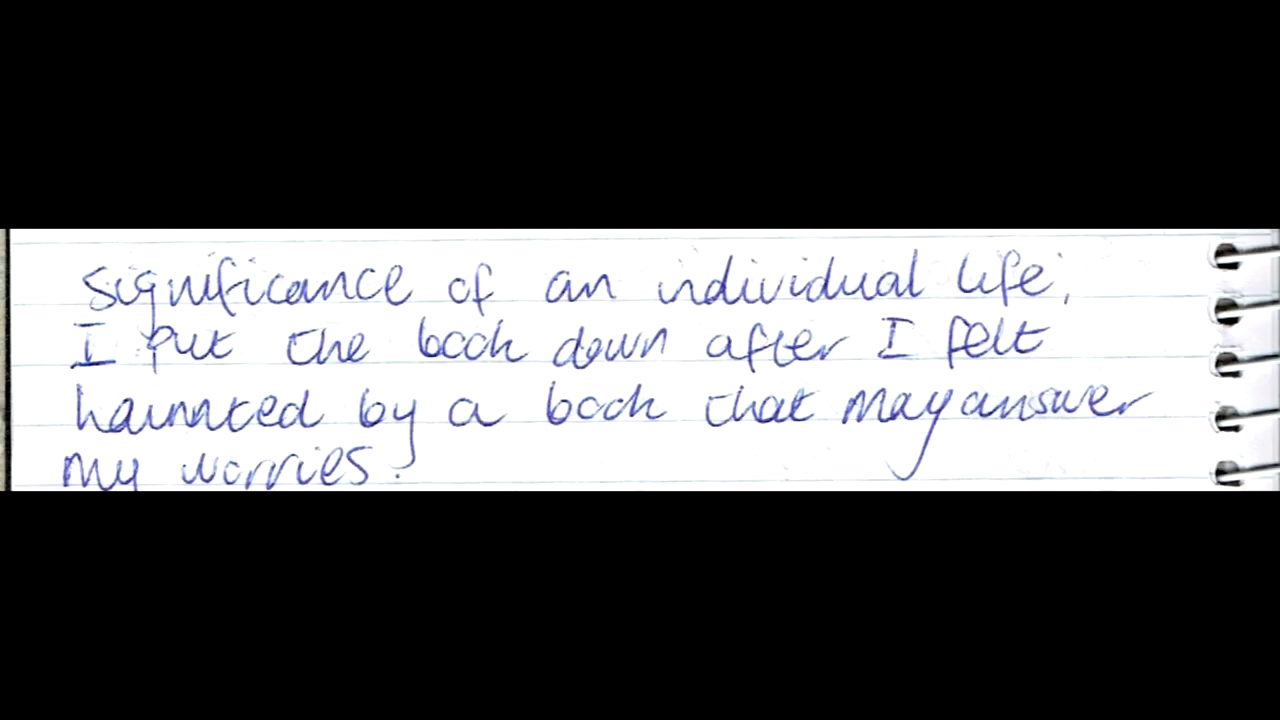 significance of an individual life;
I put the book down after I felt
haunted by a book that may answer
my worries.